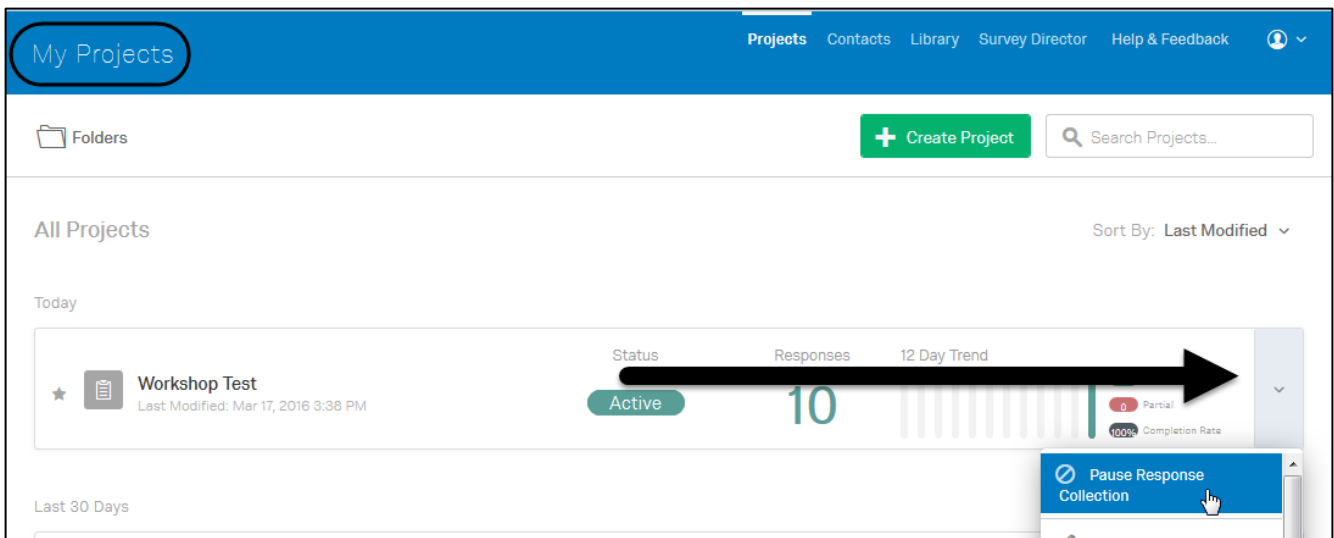 My Projects
Projects Contacts Library Survey Director Help & Feedback
Folders
Create Project
Search Projects...
All Projects
Sort By: Last Modified
Today
Status Responses 12 Day Trend
Workshop Test
Last Modified: Mar 17, 2016 3:38 PM
Active
10
0 Partial
100% Completion Rate
Pause Response
Collection
Last 30 Days